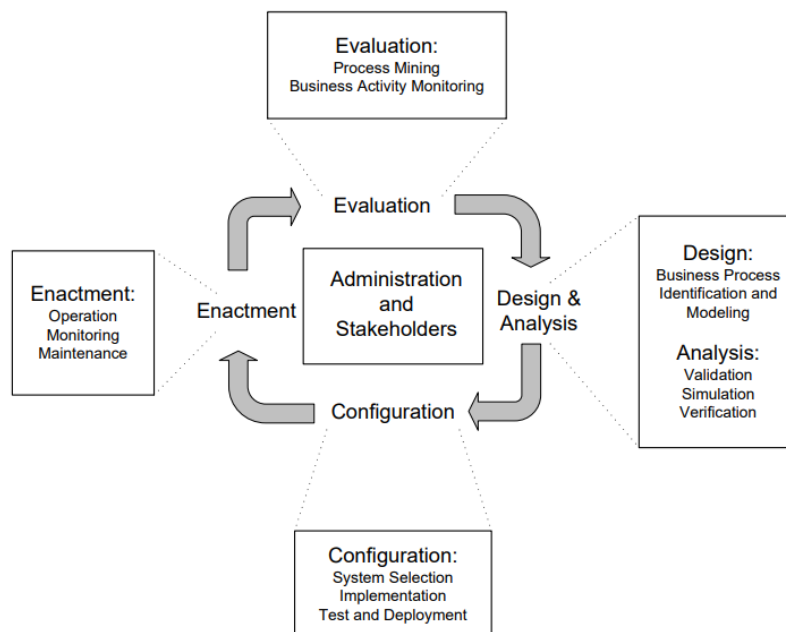 Evaluation:
Process Mining
Business Activity Monitoring
Evaluation
Administration
and
Stakeholders
Design &
Analysis
Enactment
Configuration
Enactment:
Operation
Monitoring
Maintenance
Design:
Business Process
Identification and
Modeling
Analysis:
Validation
Simulation
Verification
Configuration:
System Selection
Implementation
Test and Deployment